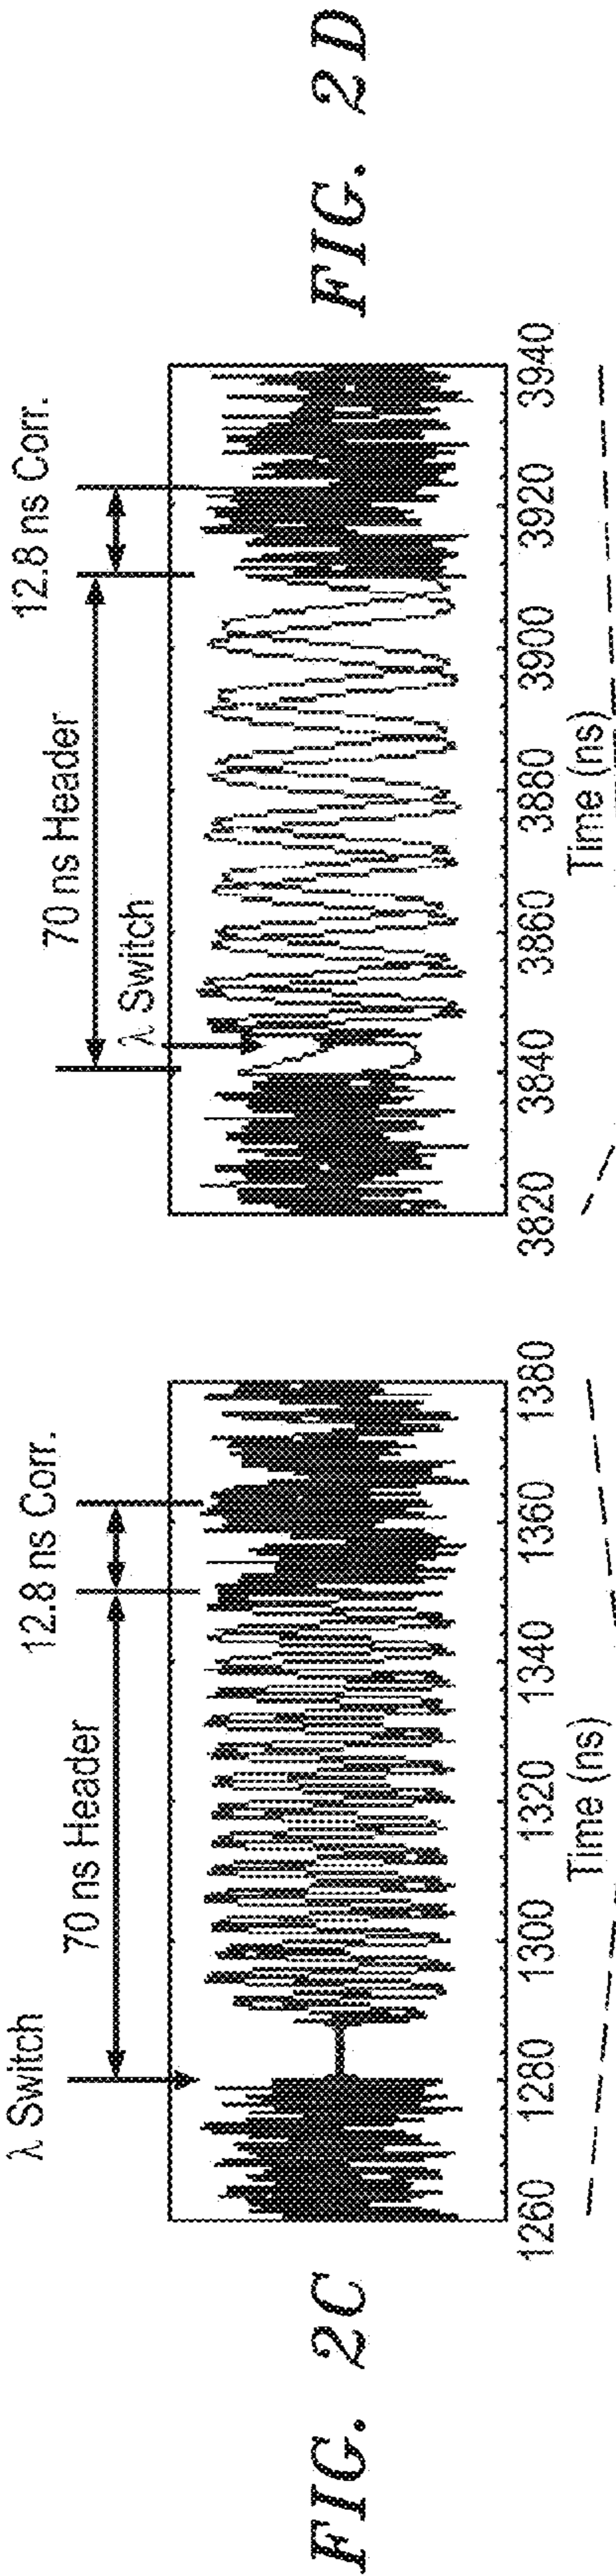 FIG. 2C
λ Switch
70 ns Header
12.8 ns Corr.
1260 1280 1300 1320 1340 1360 1380
Time (ns)
70 ns Header
12.8 ns Corr.
λ Switch
3820 3840 3860 3880 3900 3920 3940
Time (ns)
FIG. 2D